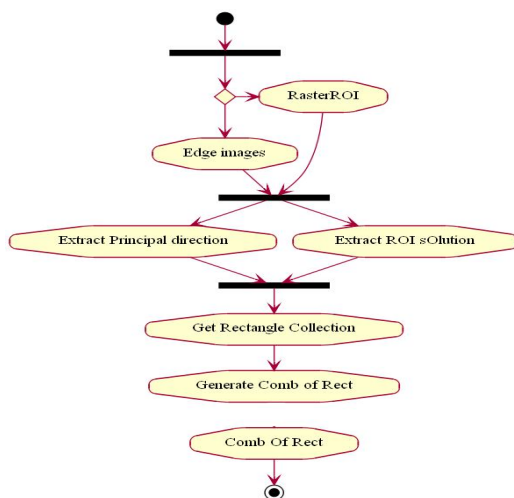 RasterROI
Edge images
Extract Principal direction
Extract ROI sOlution
Get Rectangle Collection
Generate Comb of Rect
Comb Of Rect